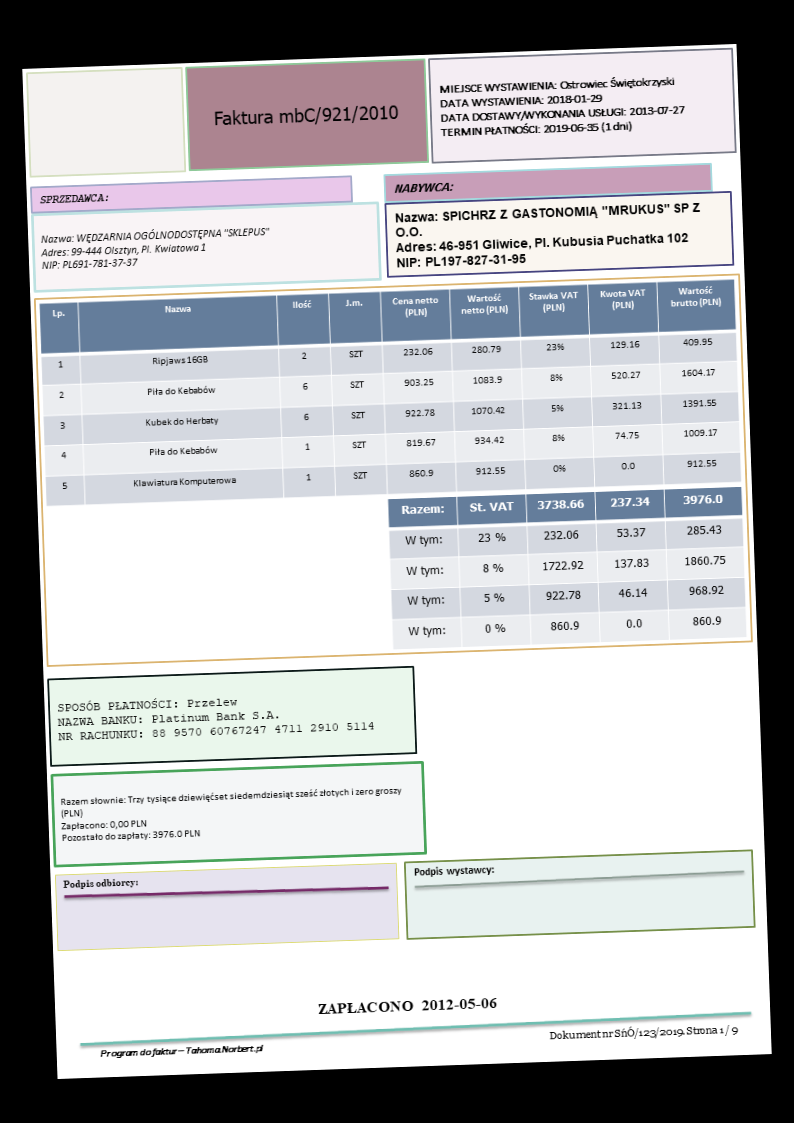 Faktura mbC/921/2010
MIEJSCE WYSTAWIENIA: Ostrowiec Świętokrzyski
DATA WYSTAWIENIA: 2018-01-29
DATA DOSTAWY/WYKONANIA USŁUGI: 2013-07-27
TERMIN PŁATNOŚCI: 2019-06-35 (1 dni)
SPRZEDAWCA:
Nazwa: WĘDZARNIA OGÓLNODOSTĘPNA "SKLEPUS"
Adres: 99-444 Olsztyn, Pl. Kwiatowa 1
NIP: PL691-781-37-37
NABYWCA:
Nazwa: SPICHRZ Z GASTONOMIĄ "MRUKUS" SP Z
O.O.
Adres: 46-951 Gliwice, Pl. Kubusia Puchatka 102
NIP: PL197-827-31-95
Lp. Nazwa Ilość J.m. Cena netto (PLN) Wartość netto (PLN) Stawka VAT (PLN) Kwota VAT (PLN) Wartość brutto (PLN)
1 Ripjaws 16GB 2 SZT 232.06 280.79 23% 129.16 409.95
2 Piła do Kebabów 6 SZT 903.25 1083.9 8% 520.27 1604.17
3 Kubek do Herbaty 6 SZT 922.78 1070.42 5% 321.13 1391.55
4 Piła do Kebabów 1 SZT 819.67 934.42 8% 74.75 1009.17
5 Klawiatura Komputerowa 1 SZT 860.9 912.55 0% 0.0 912.55
Razem: St. VAT 3738.66 237.34 3976.0
W tym: 23 % 232.06 53.37 285.43
W tym: 8 % 1722.92 137.83 1860.75
W tym: 5 % 922.78 46.14 968.92
W tym: 0 % 860.9 0.0 860.9
SPOSÓB PŁATNOŚCI: Przelew
NAZWA BANKU: Platinum Bank S.A.
NR RACHUNKU: 88 9570 60767247 4711 2910 5114
Razem słownie: Trzy tysiące dziewięćset siedemdziesiąt sześć złotych i zero groszy
(PLN)
Zapłacono: 0,00 PLN
Pozostało do zapłaty: 3976.0 PLN
Podpis odbiorcy:
Podpis wystawcy:
ZAPŁACONO 2012-05-06
Program do faktur – Tahoma.Norbert.pl
Dokument nr SńÓ/123/2019. Strona 1 / 9